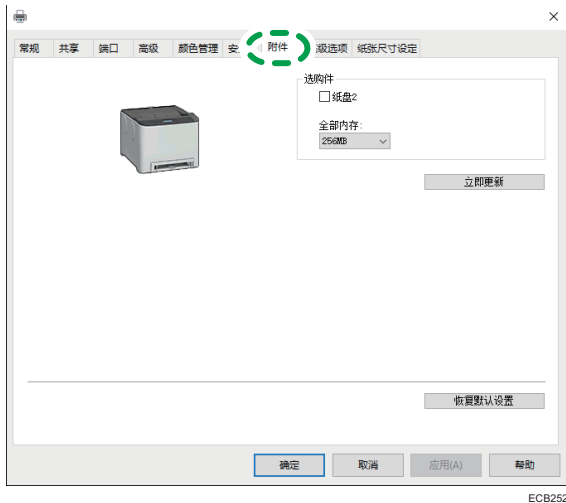 常规 共享 端口 高级 颜色管理 安 附件 级选项 纸张尺寸设定
选购件
纸盘2
全部内存:
256MB
立即更新
恢复默认设置
确定 取消 应用(A) 帮助
ECB252